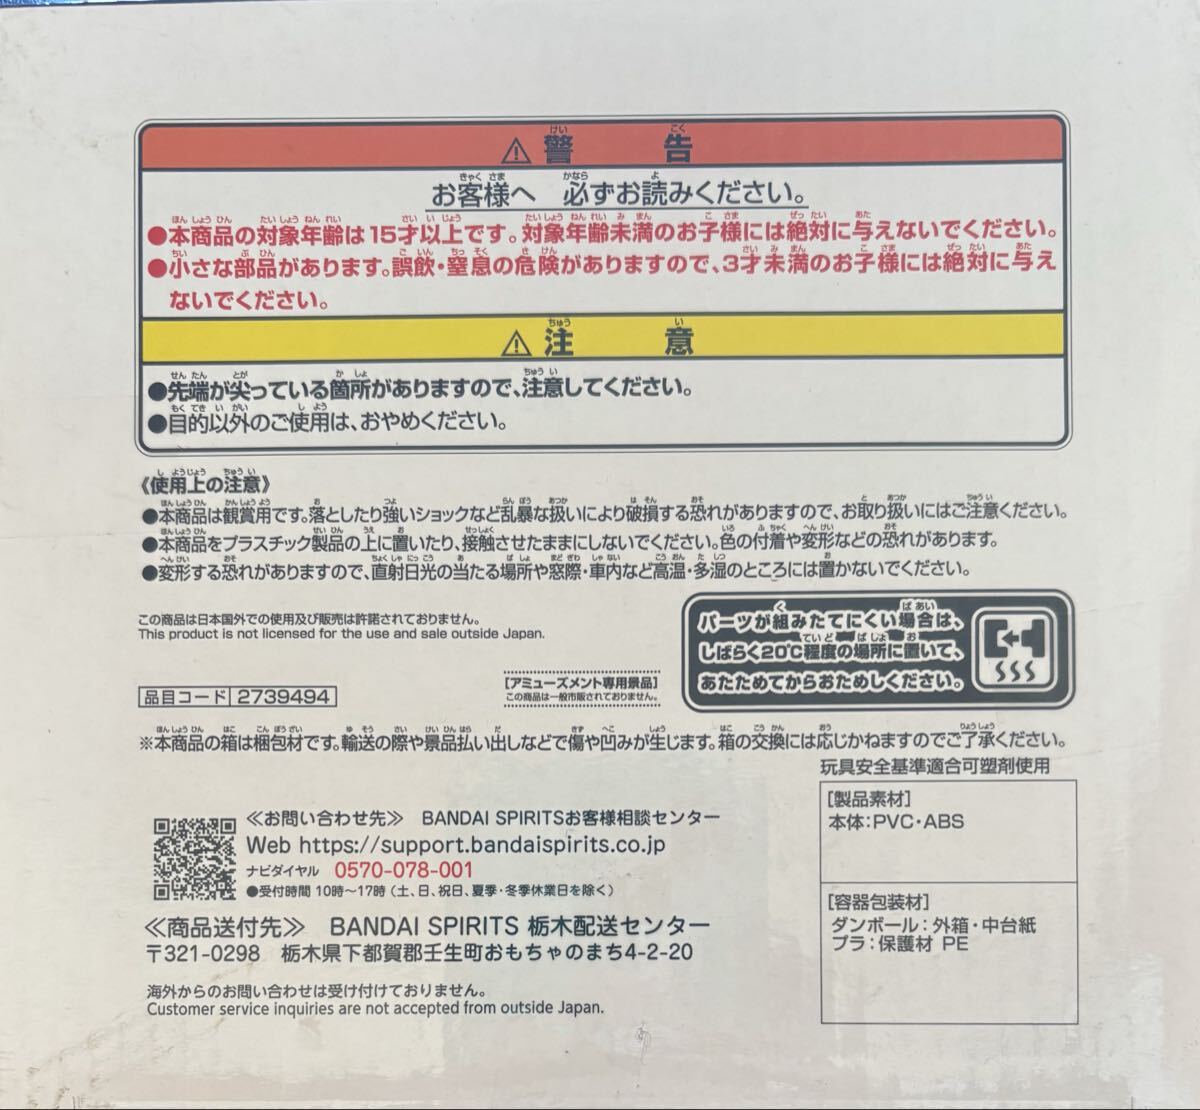 ⚠警告
お客様へ 必ずお読みください。
●本商品の対象年齢は15才以上です。対象年齢未満のお子様には絶対に与えないでください。
●小さな部品があります。誤飲・窒息の危険がありますので、3才未満のお子様には絶対に与え
ないでください。
⚠注意
●先端が尖っている箇所がありますので、注意してください。
●目的以外のご使用は、おやめください。
《使用上の注意》
●本商品は観賞用です。落としたり強いショックなど乱暴な扱いにより破損する恐れがありますので、お取り扱いにはご注意ください。
●本商品をプラスチック製品の上に置いたり、接触させたままにしないでください。色の付着や変形などの恐れがあります。
●変形する恐れがありますので、直射日光の当たる場所や窓際・車内など高温・多湿のところには置かないでください。
この商品は日本国外での使用及び販売は許諾されておりません。
This product is not licensed for the use and sale outside Japan.
パーツが組みたてにくい場合は、
しばらく20℃程度の場所に置いて、
あたためてからおためしください。
品目コード 2739494
[アミューズメント専用景品]
この商品は一般市販されておりません。
※本商品の箱は梱包材です。輸送の際や景品払い出しなどで傷や凹みが生じます。箱の交換には応じかねますのでご了承ください。
玩具安全基準適合可塑剤使用
[製品素材]
本体:PVC・ABS
[容器包装材]
ダンボール:外箱・中台紙
プラ:保護材 PE
≪お問い合わせ先≫ BANDAI SPIRITSお客様相談センター
Web https://support.bandaispirits.co.jp
ナビダイヤル 0570-078-001
●受付時間 10時〜17時(土、日、祝日、夏季・冬季休業日を除く)
≪商品送付先≫ BANDAI SPIRITS 栃木配送センター
〒321-0298 栃木県下都賀郡壬生町おもちゃのまち4-2-20
海外からのお問い合わせは受け付けておりません。
Customer service inquiries are not accepted from outside Japan.